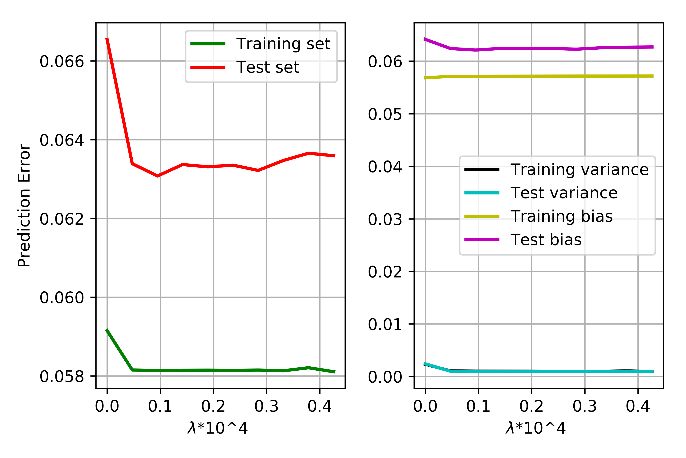 Prediction Error
0.066
0.064
0.062
0.060
0.058
Training set
Test set
0.0 0.1 0.2 0.3 0.4
λ*10^4
0.06
0.05
0.04
0.03
0.02
0.01
0.00
Training variance
Test variance
Training bias
Test bias
0.0 0.1 0.2 0.3 0.4
λ*10^4